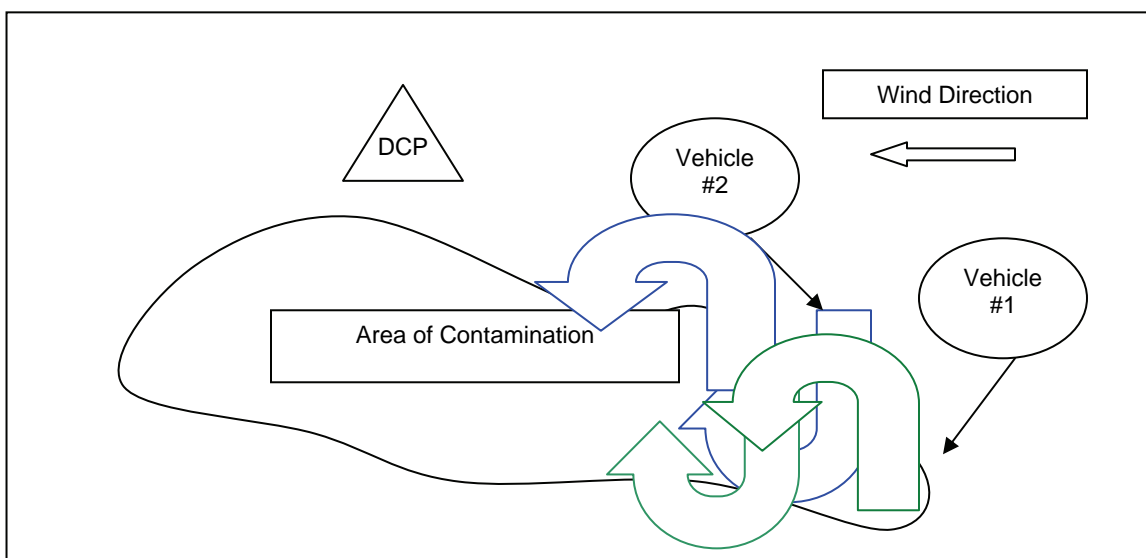 Wind Direction
DCP
Vehicle
#2
Vehicle
#1
Area of Contamination